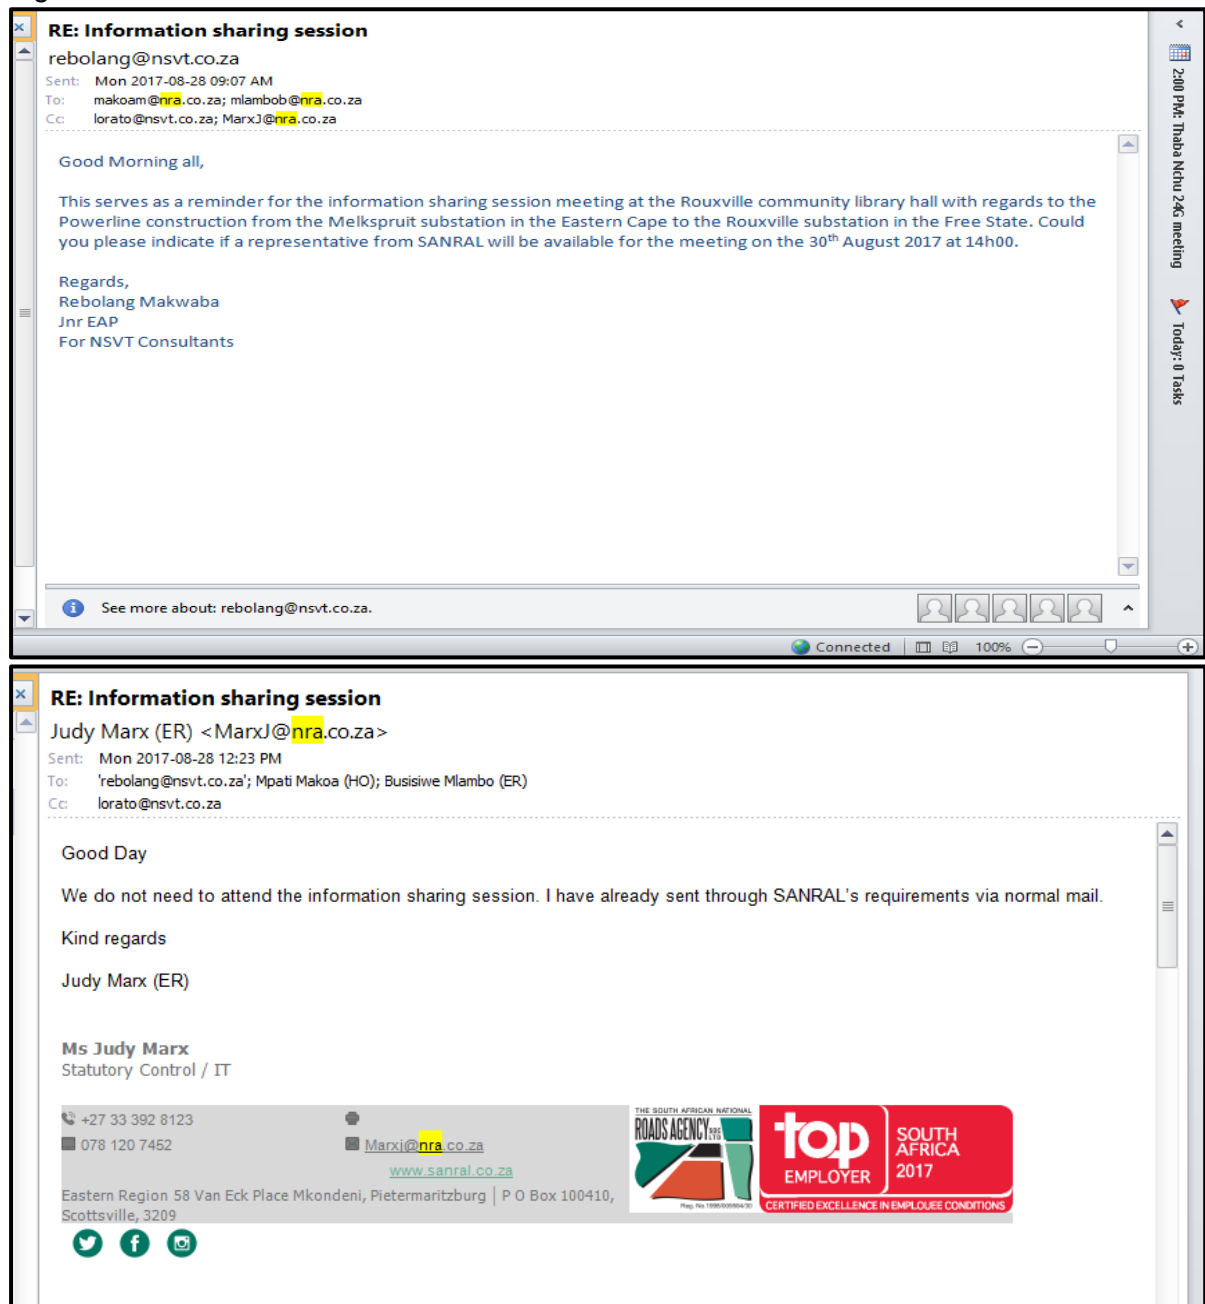 RE: Information sharing session
rebolang@nsvt.co.za
Sent: Mon 2017-08-28 09:07 AM
To: makoam@nra.co.za; mlambob@nra.co.za
Cc: lorato@nsvt.co.za; MarxJ@nra.co.za
Good Morning all,
This serves as a reminder for the information sharing session meeting at the Rouxville community library hall with regards to the
Powerline construction from the Melkspruit substation in the Eastern Cape to the Rouxville substation in the Free State. Could
you please indicate if a representative from SANRAL will be available for the meeting on the 30th August 2017 at 14h00.
Regards,
Rebolang Makwaba
Jnr EAP
For NSVT Consultants
See more about: rebolang@nsvt.co.za.
Connected 100%
2:00 PM: Thaba Nchu 24G meeting
Today: 0 Tasks
RE: Information sharing session
Judy Marx (ER) <MarxJ@nra.co.za>
Sent: Mon 2017-08-28 12:23 PM
To: 'rebolang@nsvt.co.za'; Mpati Makoa (HO); Busisiwe Mlambo (ER)
Cc: lorato@nsvt.co.za
Good Day
We do not need to attend the information sharing session. I have already sent through SANRAL's requirements via normal mail.
Kind regards
Judy Marx (ER)
Ms Judy Marx
Statutory Control / IT
+27 33 392 8123
078 120 7452 Marxj@nra.co.za
www.sanral.co.za
Eastern Region 58 Van Eck Place Mkondeni, Pietermaritzburg | P O Box 100410,
Scottsville, 3209
THE SOUTH AFRICAN NATIONAL
ROADS AGENCY SOC LTD
Reg. No.1998/009584/30
top
EMPLOYER
SOUTH
AFRICA
2017
CERTIFIED EXCELLENCE IN EMPLOYEE CONDITIONS